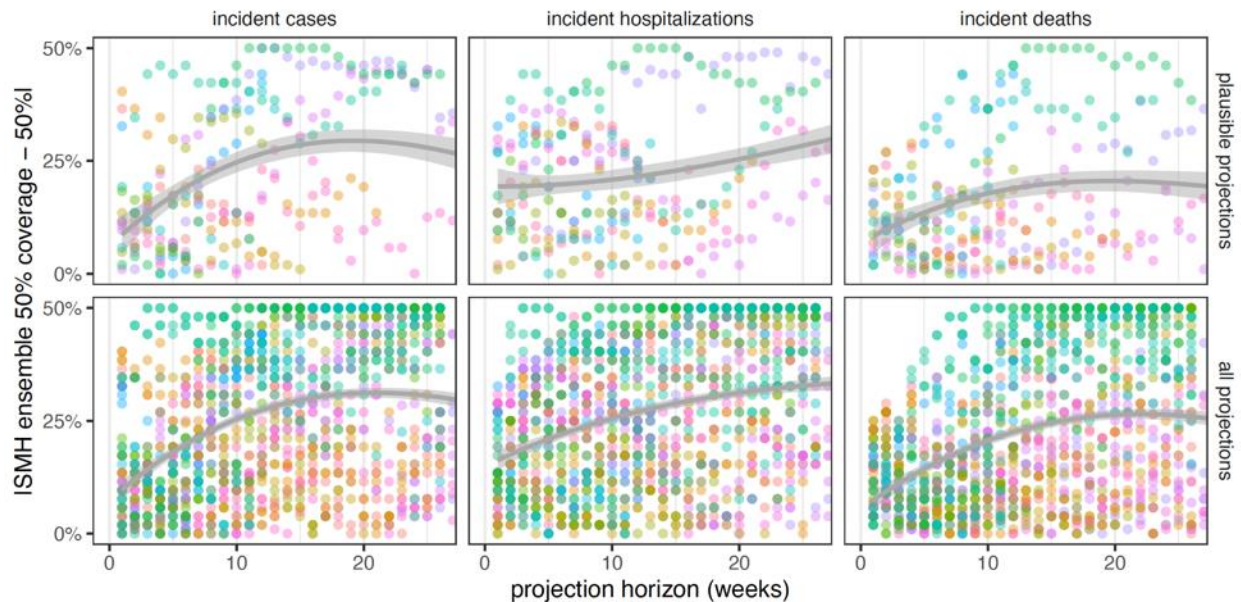 incident cases
incident hospitalizations
incident deaths
ISMH ensemble 50% coverage – 50%I
50%
25%
0%
plausible projections
50%
25%
0%
all projections
0
10
20
0
10
20
0
10
20
projection horizon (weeks)